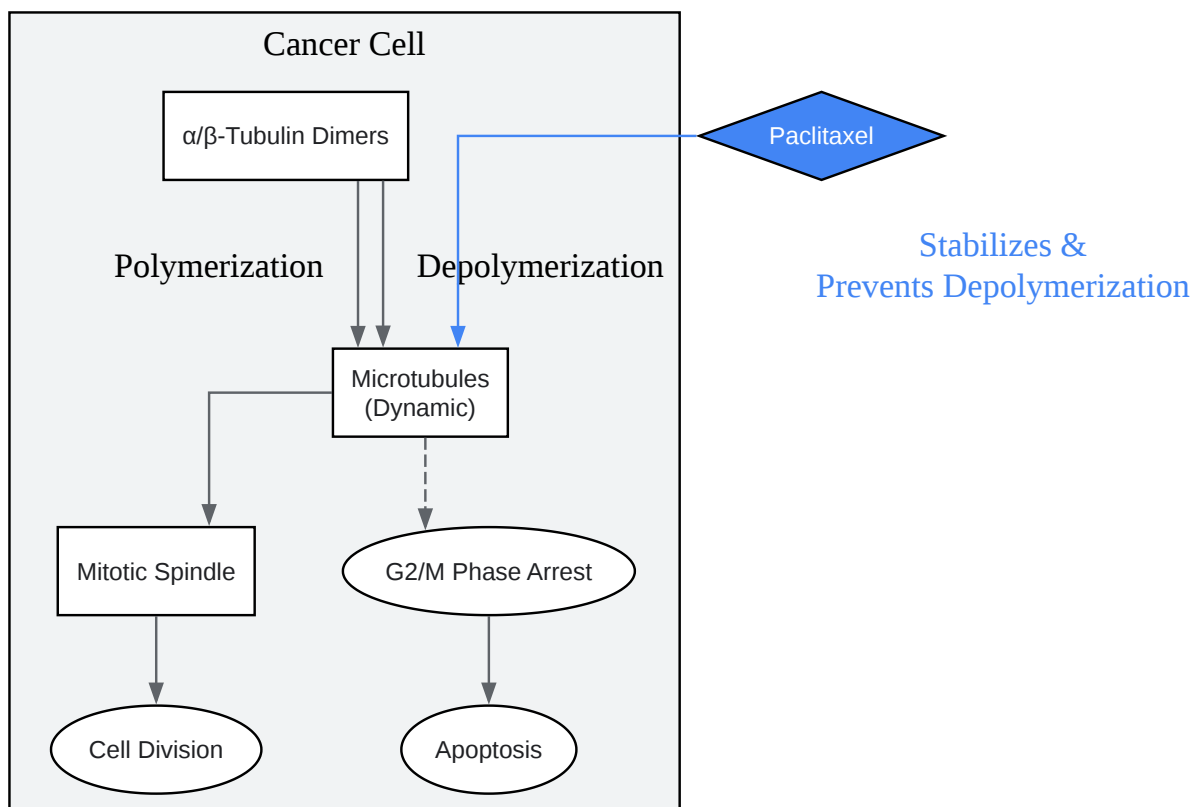 Cancer Cell
α/β-Tubulin Dimers
Paclitaxel
Polymerization
Depolymerization
Stabilizes &
Prevents Depolymerization
Microtubules
(Dynamic)
Mitotic Spindle
G2/M Phase Arrest
Cell Division
Apoptosis